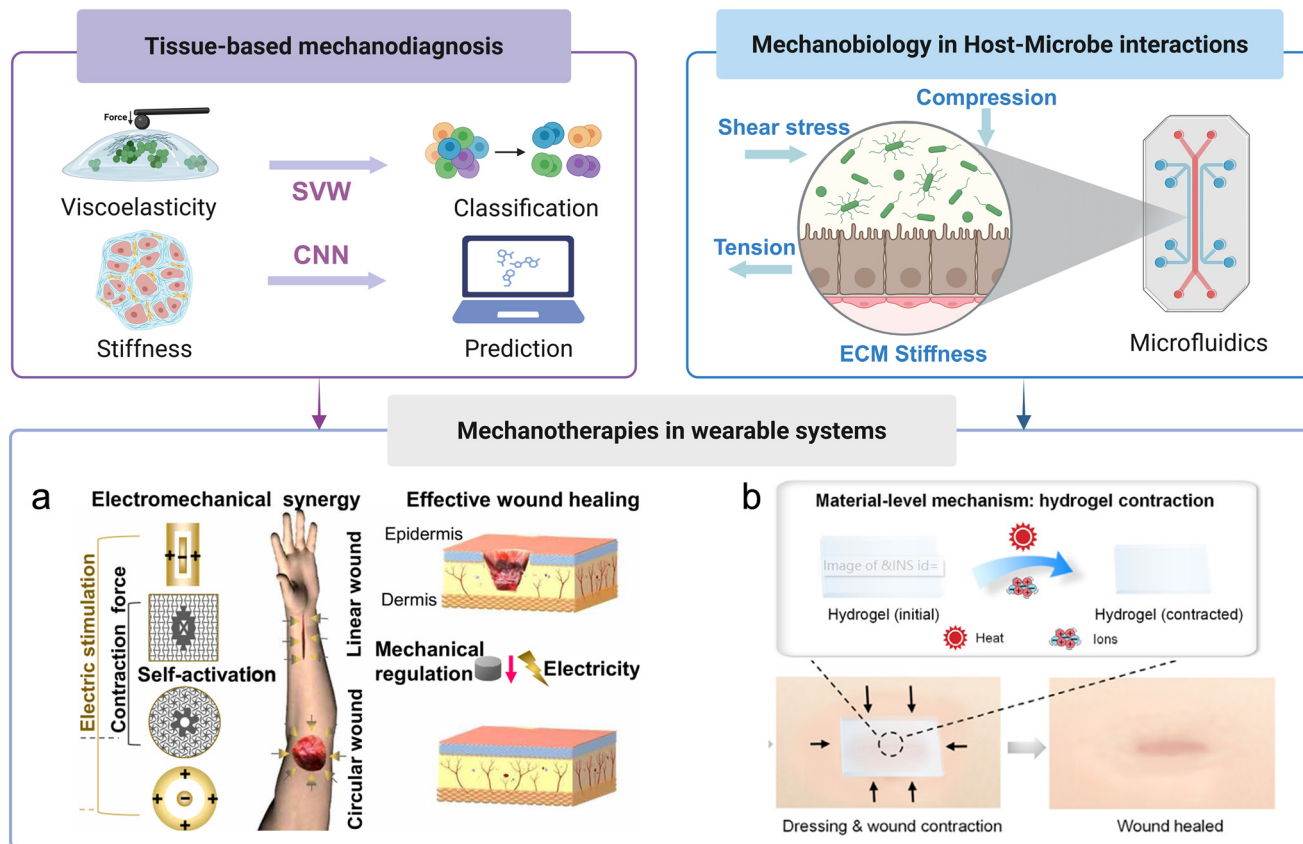 Tissue-based mechanodiagnosis
Force
Viscoelasticity
SVW
Classification
CNN
Stiffness
Prediction
Mechanobiology in Host-Microbe interactions
Compression
Shear stress
Tension
ECM Stiffness
Microfluidics
Mechanotherapies in wearable systems
a
Electromechanical synergy
Electric stimulation
Contraction force
+ - +
Self-activation
+
+ - +
+
Linear wound
Circular wound
Effective wound healing
Epidermis
Dermis
Mechanical
regulation
Electricity
b
Material-level mechanism: hydrogel contraction
Image of &INS id=
Hydrogel (initial)
Hydrogel (contracted)
Heat
Ions
Dressing & wound contraction
Wound healed